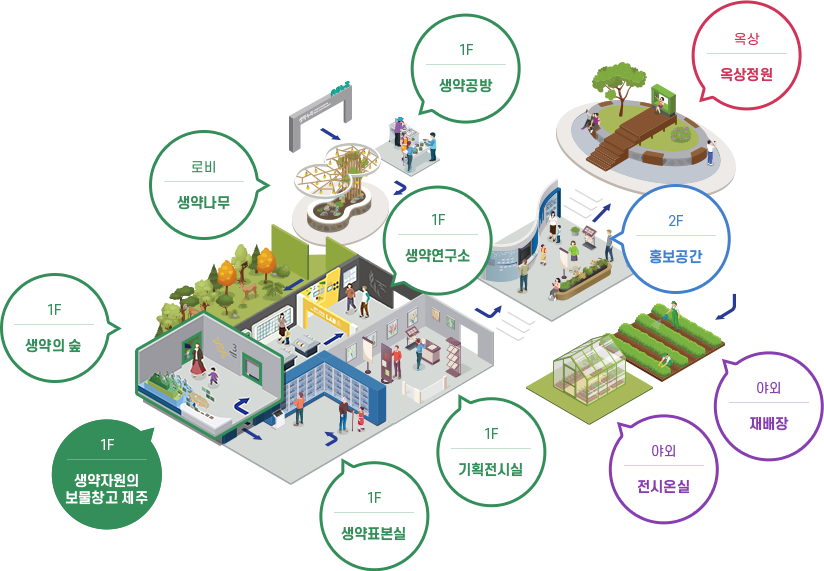 1F
생약공방
옥상
옥상정원
로비
생약나무
1F
생약연구소
2F
홍보공간
1F
생약의 숲
야외
재배장
1F
생약자원의
보물창고 제주
1F
기획전시실
야외
전시온실
1F
생약표본실